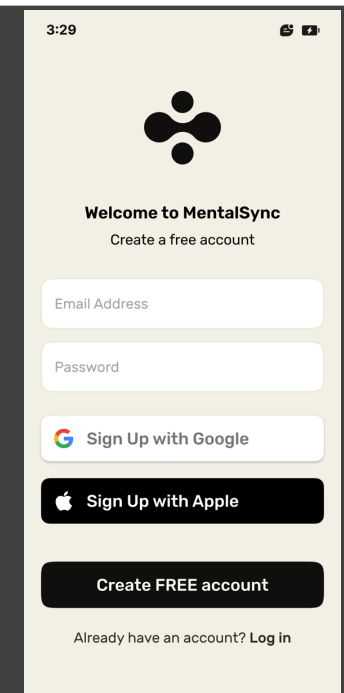 3:29
Welcome to MentalSync
Create a free account
Email Address
Password
Sign Up with Google
Sign Up with Apple
Create FREE account
Already have an account? Log in